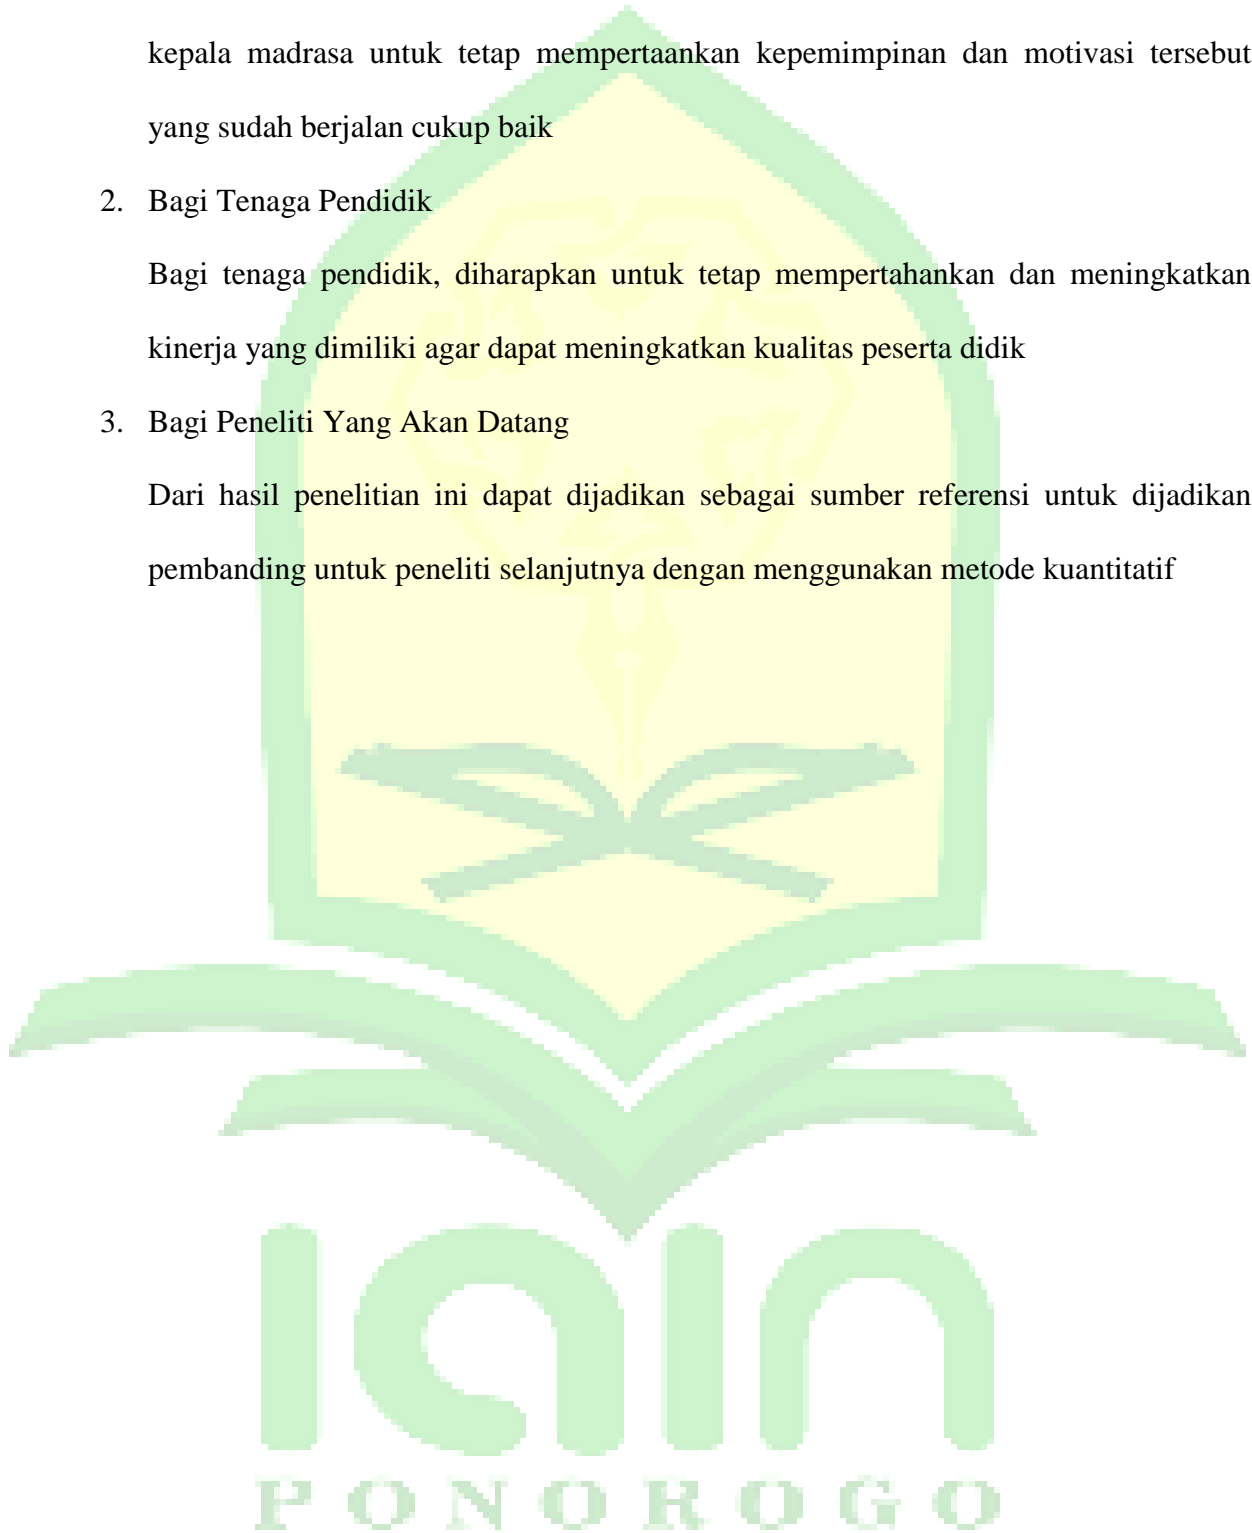 kepala madrasa untuk tetap mempertaankan kepemimpinan dan motivasi tersebut
yang sudah berjalan cukup baik
2. Bagi Tenaga Pendidik
Bagi tenaga pendidik, diharapkan untuk tetap mempertahankan dan meningkatkan
kinerja yang dimiliki agar dapat meningkatkan kualitas peserta didik
3. Bagi Peneliti Yang Akan Datang
Dari hasil penelitian ini dapat dijadikan sebagai sumber referensi untuk dijadikan
pembanding untuk peneliti selanjutnya dengan menggunakan metode kuantitatif
iain
PONOROGO